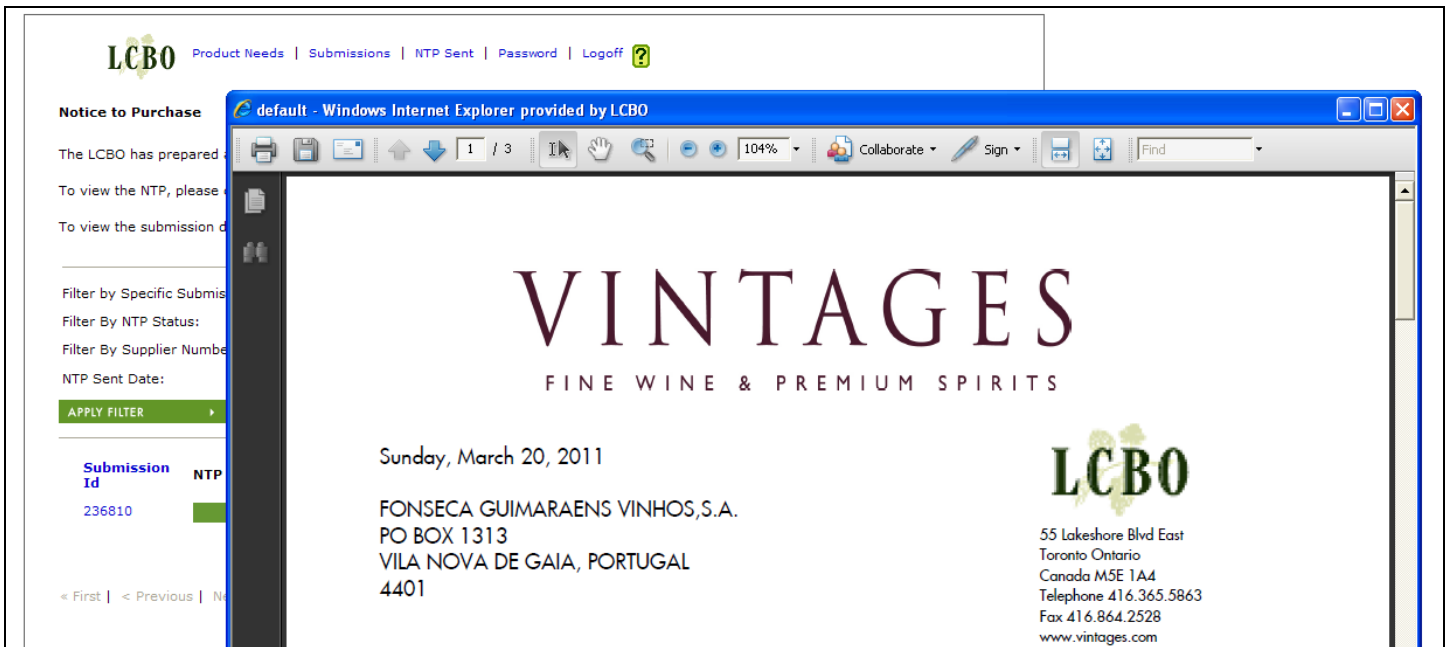 LCBO Product Needs | Submissions | NTP Sent | Password | Logoff ?
Notice to Purchase
The LCBO has prepared
To view the NTP, please
To view the submission
Filter by Specific
Filter By NTP Status:
Filter By Supplier
NTP Sent Date:
APPLY FILTER
Submission
Id
NTP
236810
« First | < Previous |
default - Windows Internet Explorer provided by LCBO
1 / 3 104% Collaborate Sign Find
VINTAGES
FINE WINE & PREMIUM SPIRITS
Sunday, March 20, 2011
FONSECA GUIMARAENS VINHOS,S.A.
PO BOX 1313
VILA NOVA DE GAIA, PORTUGAL
4401
LCBO
55 Lakeshore Blvd East
Toronto Ontario
Canada M5E 1A4
Telephone 416.365.5863
Fax 416.864.2528
www.vintages.com